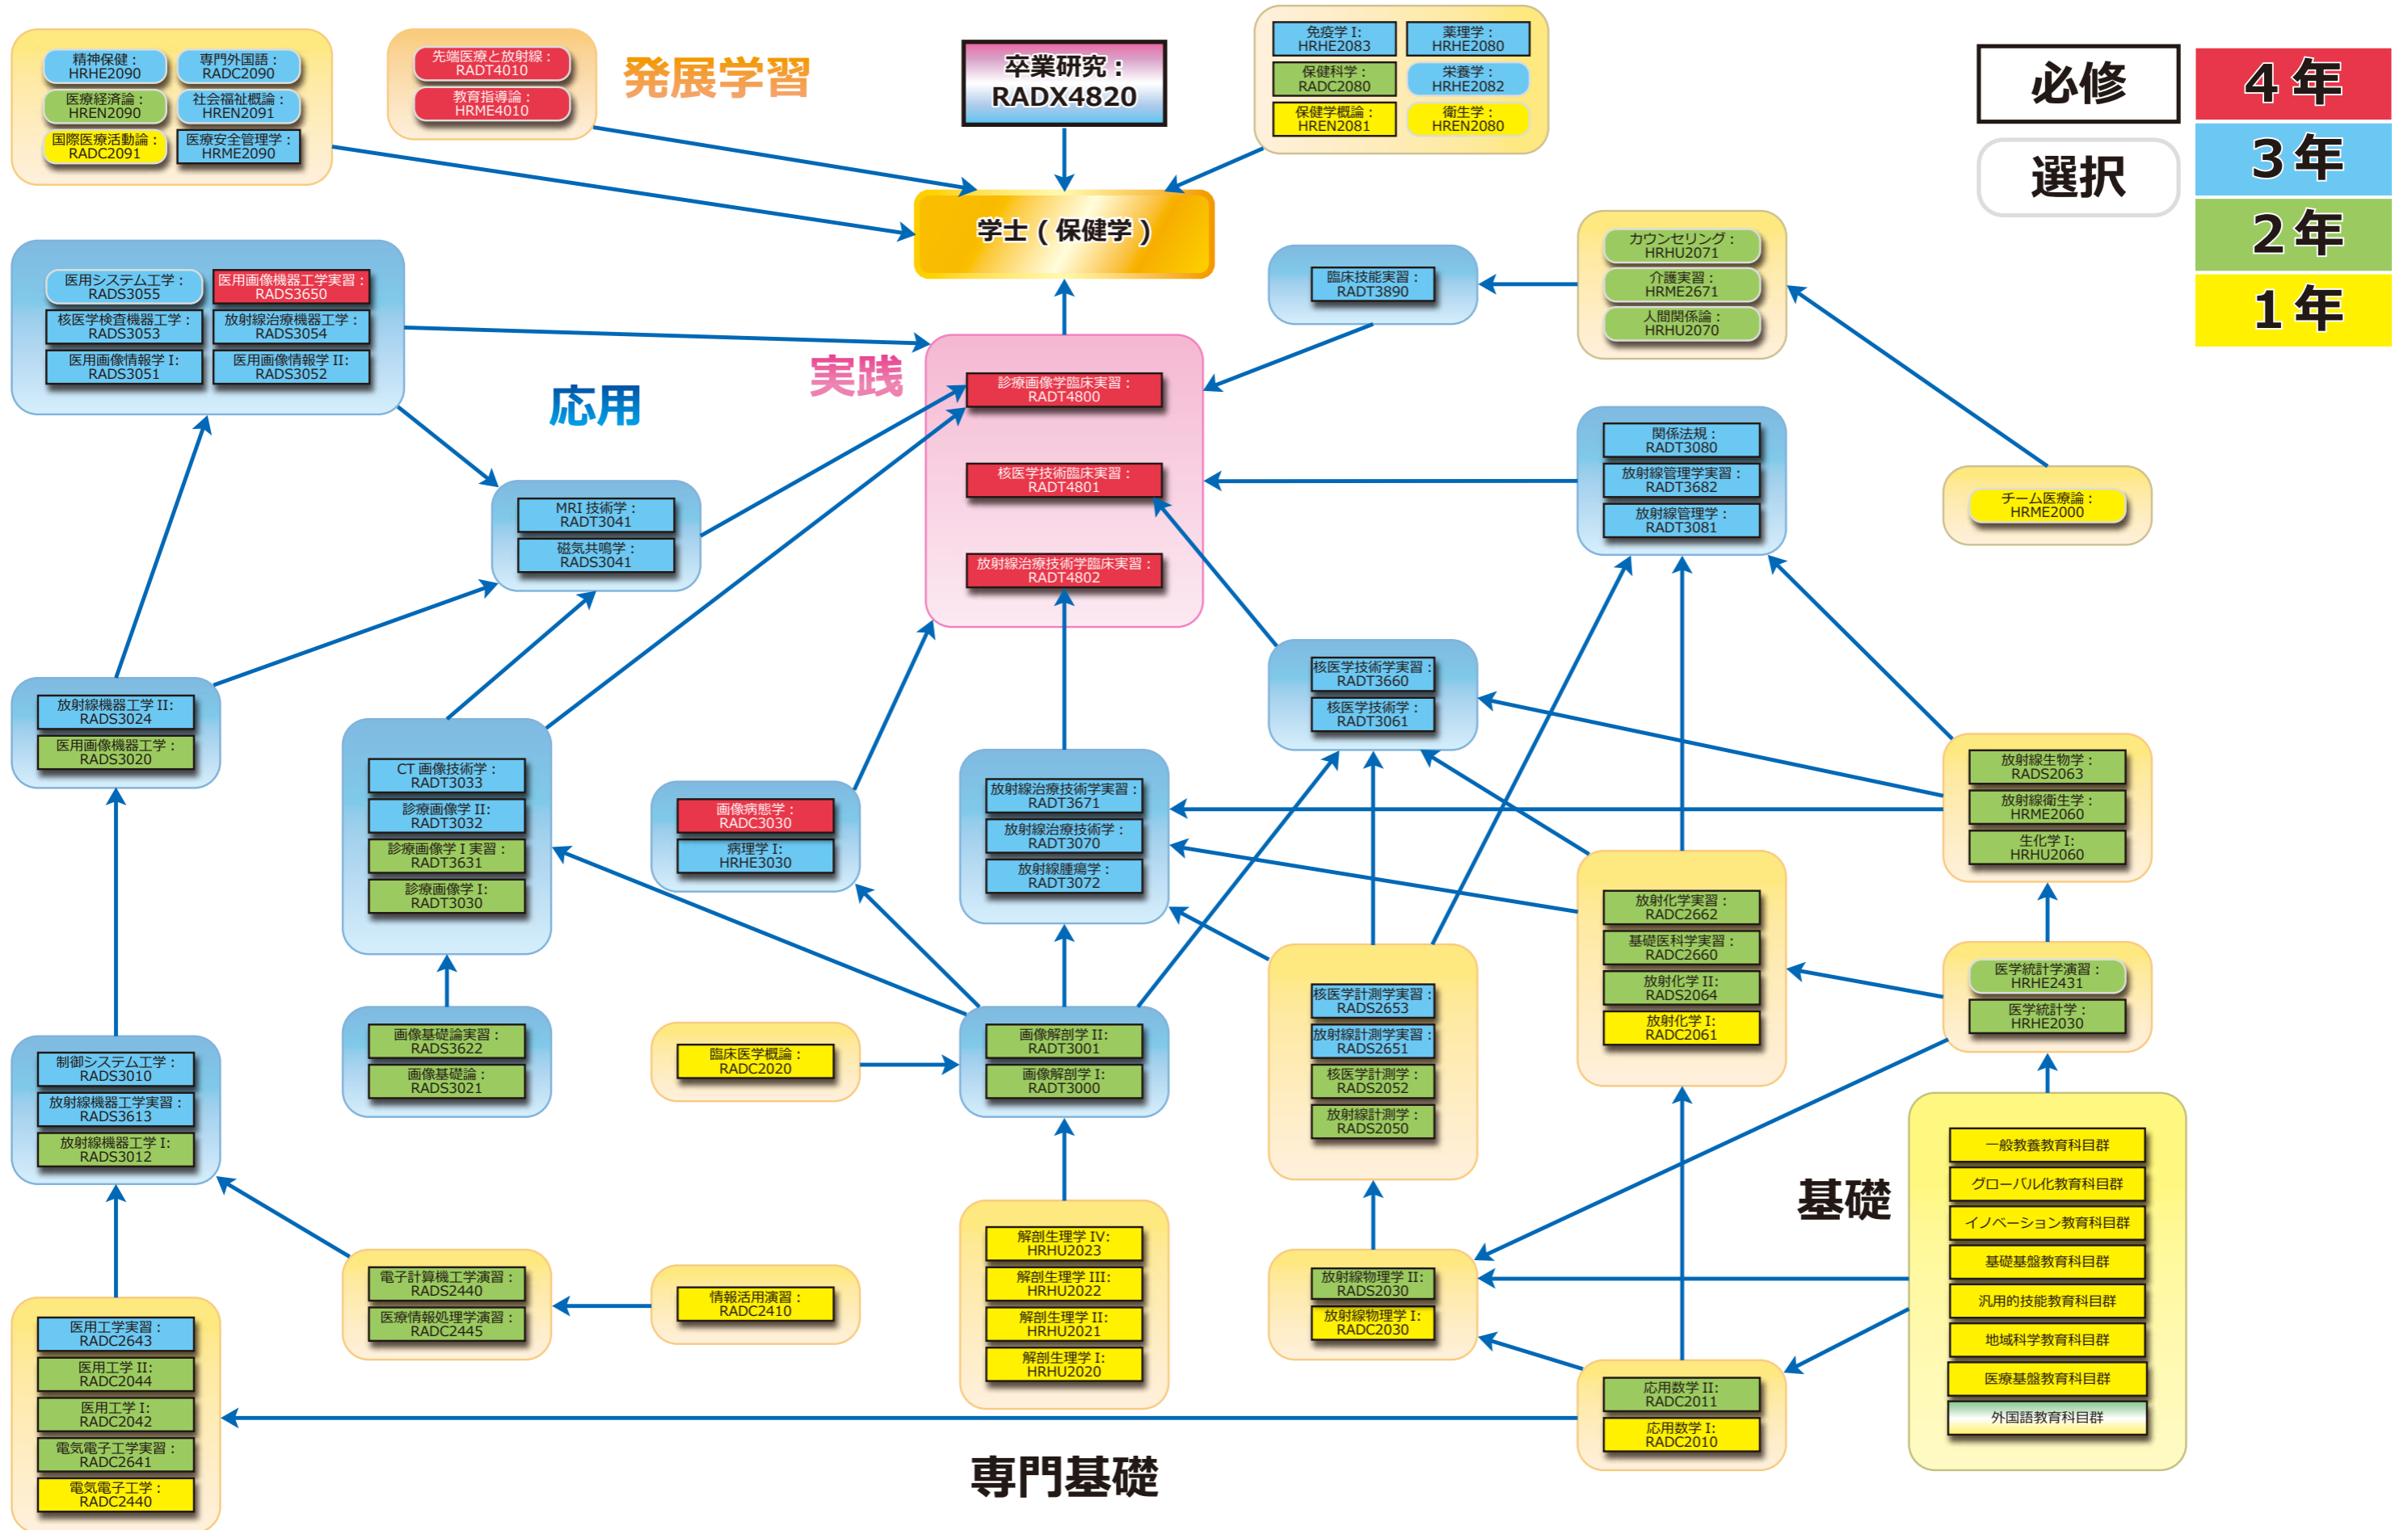 精神保健：
HRHE2090
専門外国語：
RADC2090
医療経済論：
HREN2090
社会福祉概論：
HREN2091
国際医療活動論：
RADC2091
医療安全管理学：
HRME2090
先端医療と放射線：
RADT4010
教育指導論：
HRME4010
発展学習
卒業研究：
RADX4820
免疫学 I:
HRHE2083
薬理学：
HRHE2080
保健科学：
RADC2080
栄養学：
HRHE2082
保健学概論：
HREN2081
衛生学：
HREN2080
必修
選択
4 年
3 年
2 年
1 年
学士 ( 保健学 )
医用システム工学：
RADS3055
医用画像機器工学実習：
RADS3650
核医学検査機器工学：
RADS3053
放射線治療機器工学：
RADS3054
医用画像情報学 I:
RADS3051
医用画像情報学 II:
RADS3052
応用
実践
臨床技能実習：
RADT3890
カウンセリング：
HRHU2071
介護実習：
HRME2671
人間関係論：
HRHU2070
診療画像学臨床実習：
RADT4800
核医学技術臨床実習：
RADT4801
放射線治療技術学臨床実習：
RADT4802
関係法規：
RADT3080
放射線管理学実習：
RADT3682
放射線管理学：
RADT3081
チーム医療論：
HRME2000
MRI 技術学：
RADT3041
磁気共鳴学：
RADS3041
放射線機器工学 II:
RADS3024
医用画像機器工学：
RADS3020
CT 画像技術学：
RADT3033
診療画像学 II:
RADT3032
診療画像学 I 実習：
RADT3631
診療画像学 I:
RADT3030
画像病態学：
RADC3030
病理学 I:
HRHE3030
放射線治療技術学実習：
RADT3671
放射線治療技術学：
RADT3070
放射線腫瘍学：
RADT3072
核医学技術学実習：
RADT3660
核医学技術学：
RADT3061
放射線生物学：
RADS2063
放射線衛生学：
HRME2060
生化学 I:
HRHU2060
放射化学実習：
RADC2662
基礎医科学実習：
RADC2660
放射化学 II:
RADS2064
放射化学 I:
RADC2061
医学統計学演習：
HRHE2431
医学統計学：
HRHE2030
制御システム工学：
RADS3010
放射線機器工学実習：
RADS3613
放射線機器工学 I:
RADS3012
画像基礎論実習：
RADS3622
画像基礎論：
RADS3021
臨床医学概論：
RADC2020
画像解剖学 II:
RADT3001
画像解剖学 I:
RADT3000
核医学計測学実習：
RADS2653
放射線計測学実習：
RADS2651
核医学計測学：
RADS2052
放射線計測学：
RADS2050
基礎
一般教養教育科目群
グローバル化教育科目群
イノベーション教育科目群
基礎基盤教育科目群
汎用的技能教育科目群
地域科学教育科目群
医療基盤教育科目群
外国語教育科目群
医用工学実習：
RADC2643
医用工学 II:
RADC2044
医用工学 I:
RADC2042
電気電子工学実習：
RADC2641
電気電子工学：
RADC2440
電子計算機工学演習：
RADS2440
医療情報処理学演習：
RADC2445
情報活用演習：
RADC2410
解剖生理学 IV:
HRHU2023
解剖生理学 III:
HRHU2022
解剖生理学 II:
HRHU2021
解剖生理学 I:
HRHU2020
放射線物理学 II:
RADS2030
放射線物理学 I:
RADC2030
応用数学 II:
RADC2011
応用数学 I:
RADC2010
専門基礎